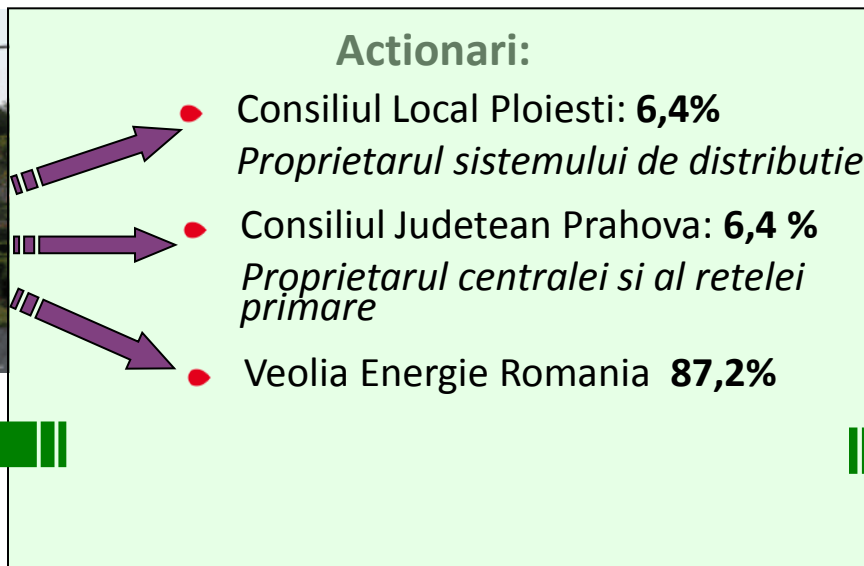 Actionari:
Consiliul Local Ploiesti: 6,4%
Proprietarul sistemului de distributie
Consiliul Judetean Prahova: 6,4 %
Proprietarul centralei si al retelei
primare
Veolia Energie Romania 87,2%